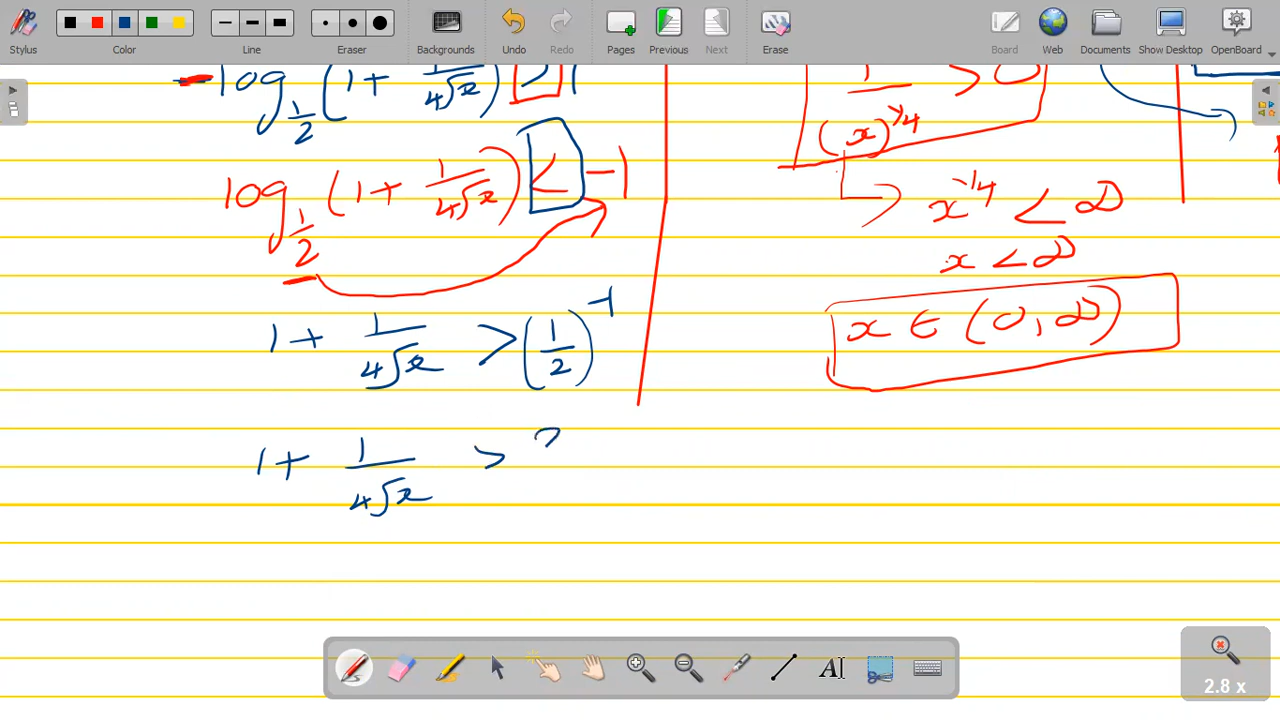 Stylus Color Line Eraser Backgrounds Undo Redo Pages Previous Next Erase Board Web Documents Show Desktop OpenBoard
-log_{1/2} (1 + 1/4√x) > 1
log_{1/2} (1 + 1/4√x) < -1
1 + 1/4√x > (1/2)^{-1}
1 + 1/4√x >
1/(x)^{1/4} > 0
x^{1/4} < ∞
x < ∞
x ∈ (0, ∞)
2.8 x